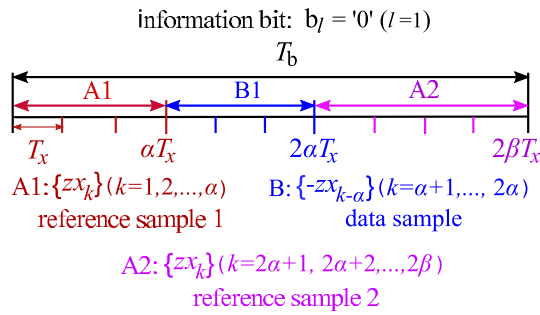 information bit: b_l = '0' (l=1)
T_b
A1 B1 A2
T_x αT_x 2αT_x 2βT_x
A1:{zx_k}(k=1,2,...,α) B:{-zx_{k-α}}(k=α+1,..., 2α)
reference sample 1 data sample
A2:{zx_k}(k=2α+1, 2α+2,...,2β)
reference sample 2